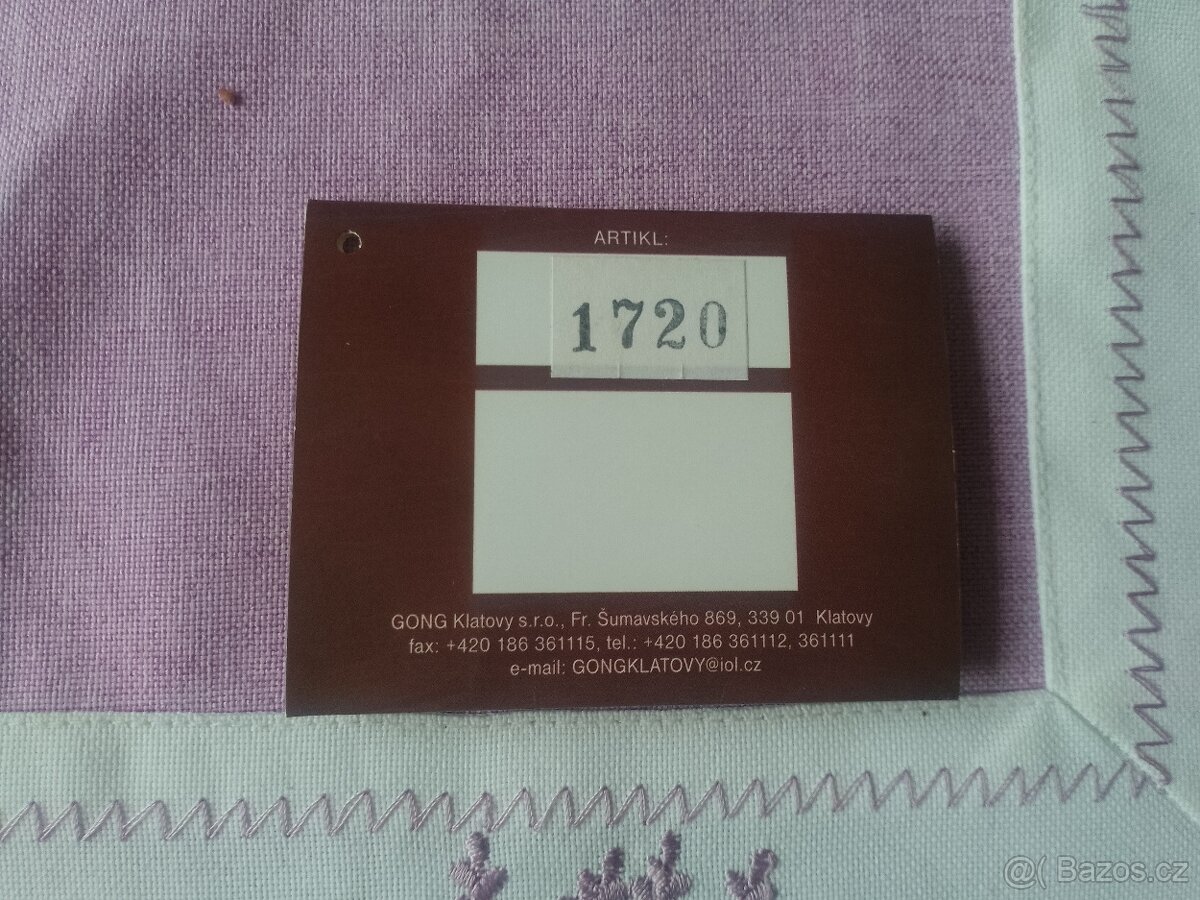 ARTIKL:
1720
GONG Klatovy s.r.o., Fr. Šumavského 869, 339 01 Klatovy
fax: +420 186 361115, tel.: +420 186 361112, 361111
e-mail: GONGKLATOVY@iol.cz
@( Bazos.cz